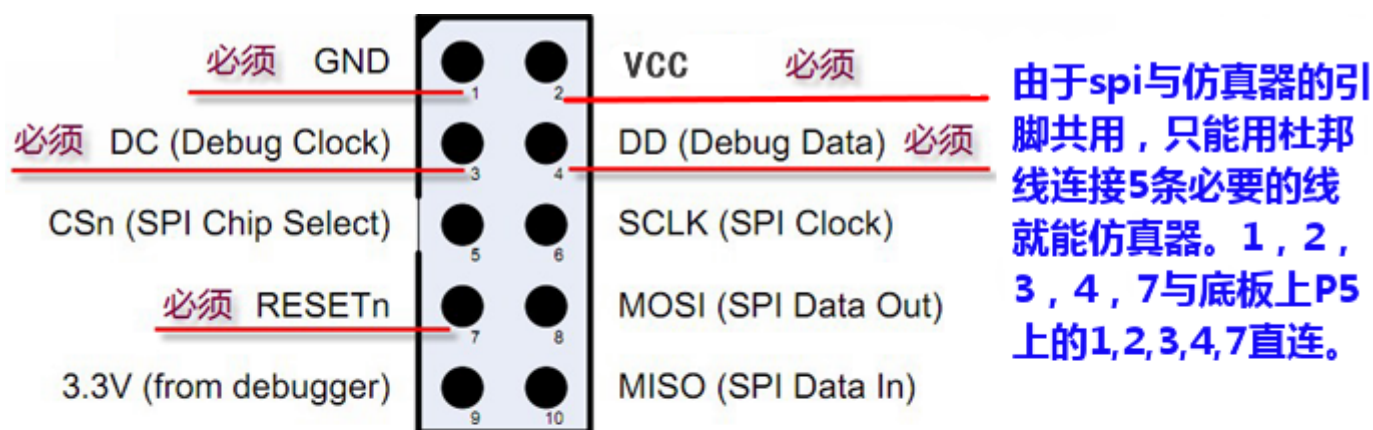 必须 GND 1 2 VCC 必须
必须 DC (Debug Clock) 3 4 DD (Debug Data) 必须
CSn (SPI Chip Select) 5 6 SCLK (SPI Clock)
必须 RESETn 7 8 MOSI (SPI Data Out)
3.3V (from debugger) 9 10 MISO (SPI Data In)
由于spi与仿真器的引
脚共用，只能用杜邦
线连接5条必要的线
就能仿真器。1，2，
3，4，7与底板上P5
上的1,2,3,4,7直连。